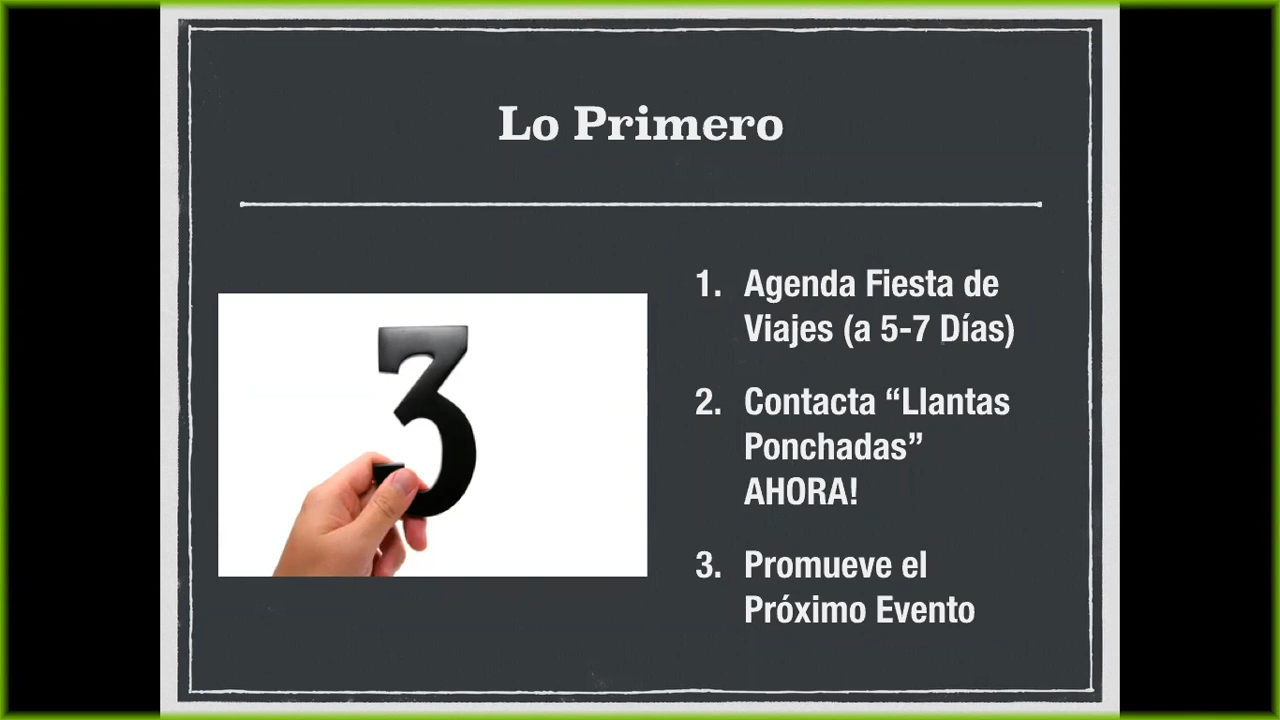 Lo Primero
3
1. Agenda Fiesta de
Viajes (a 5-7 Días)
2. Contacta “Llantas
Ponchadas”
AHORA!
3. Promueve el
Próximo Evento